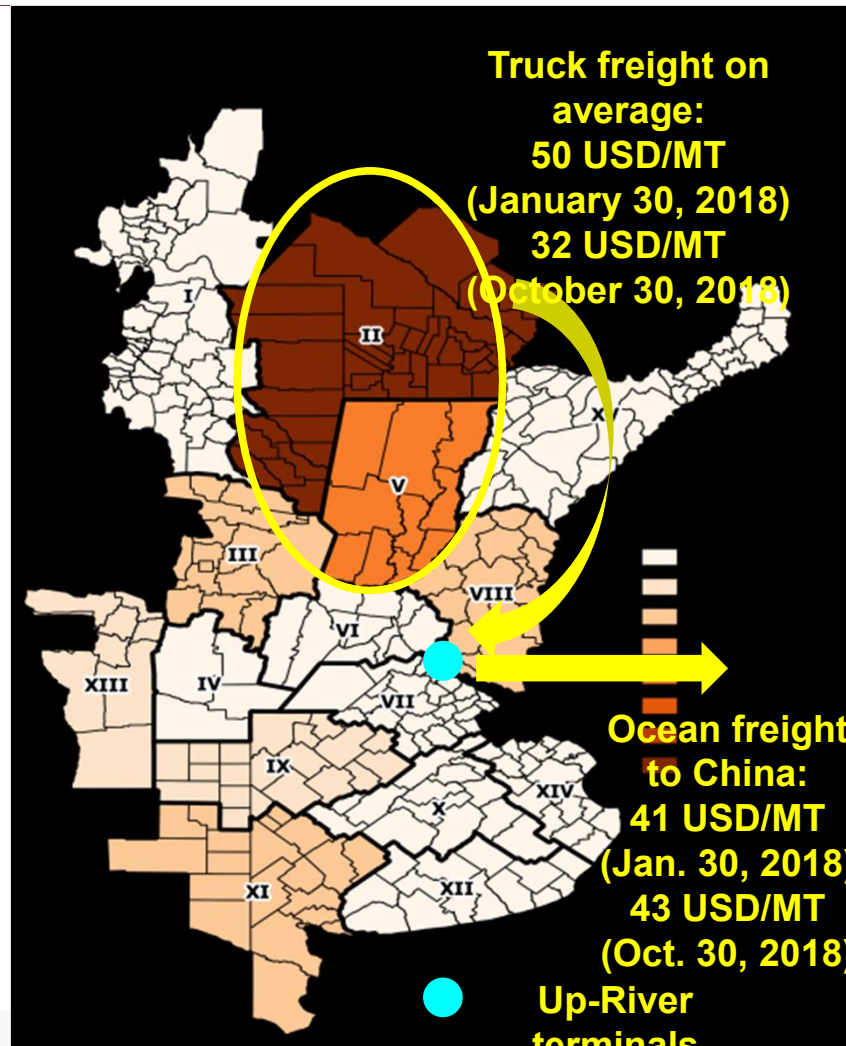 Truck freight on
average:
50 USD/MT
(January 30, 2018)
32 USD/MT
(October 30, 2018)
I
II
XV
V
III
VIII
VI
XIII
IV
VII
Ocean freight
to China:
41 USD/MT
(Jan. 30, 2018)
43 USD/MT
(Oct. 30, 2018)
IX
XIV
X
XI
XII
Up-River
terminals